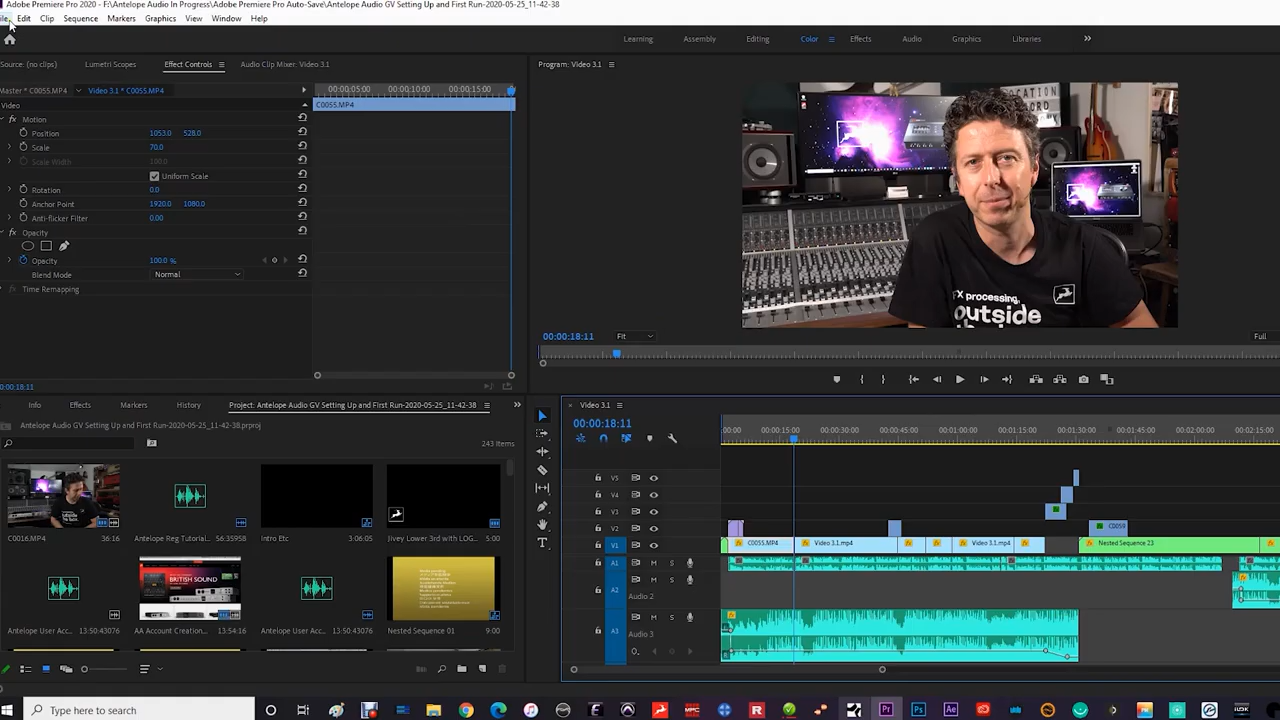 Adobe Premiere Pro 2020 - F:\Antelope Audio In Progress\Adobe Premiere Pro Auto-Save\Antelope Audio GV Setting Up and First Run-2020-05-25_11-42-38
ile Edit Clip Sequence Markers Graphics View Window Help
Learning Assembly Editing Color Effects Audio Graphics Libraries
Source: (no clips) Lumetri Scopes Effect Controls Audio Clip Mixer: Video 3.1 Program: Video 3.1
Master * C0055.MP4 Video 3.1 * C0055.MP4 00:00:05:00 00:00:10:00 00:00:15:00
Video C0055.MP4
Motion
Position 1053.0 528.0
Scale 70.0
Scale Width 100.0
Uniform Scale
Rotation 0.0
Anchor Point 1920.0 1080.0
Anti-flicker Filter 0.00
Opacity
Opacity 100.0 %
Blend Mode Normal
Time Remapping
FX processing,
outside
00:00:18:11 Fit Full
00:00:18:11
Info Effects Markers History Project: Antelope Audio GV Setting Up and First Run-2020-05-25_11-42-38
Antelope Audio GV Setting Up and First Run-2020-05-25_11-42-38.prproj
243 Items
C0016.MP4 36:16 Antelope Reg Tutorial... 56:35958 Intro Etc 3:06:05 Jivey Lower 3rd with L... 20:00
BRITISH SOUND
Antelope User Acc... 13:50:43076 AA Account Creation... 13:54:16 Antelope User Acc... 13:50:43076 Nested Sequence 01 9:00
Video 3.1
00:00:18:11 00:00 00:00:15:00 00:00:30:00 00:00:45:00 00:01:00:00 00:01:15:00 00:01:30:00 00:01:45:00 00:02:00:00 00:02:15:00
V5
V4
V3
V2 C0059
V1 C0055.MP4 Video 3.1.mp4 Video 3.1.mp4 Nested Sequence 23
A1 M S
A2 M S
Audio 2
A3 M S
Audio 3
Type here to search